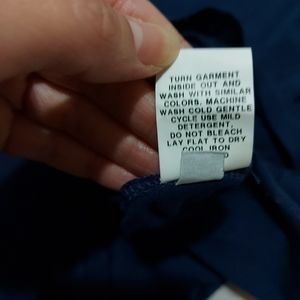 TURN GARMENT
INSIDE OUT AND
WASH WITH SIMILAR
COLORS. MACHINE
WASH COLD GENTLE
CYCLE USE MILD
DETERGENT,
DO NOT BLEACH
LAY FLAT TO DRY
COOL IRON